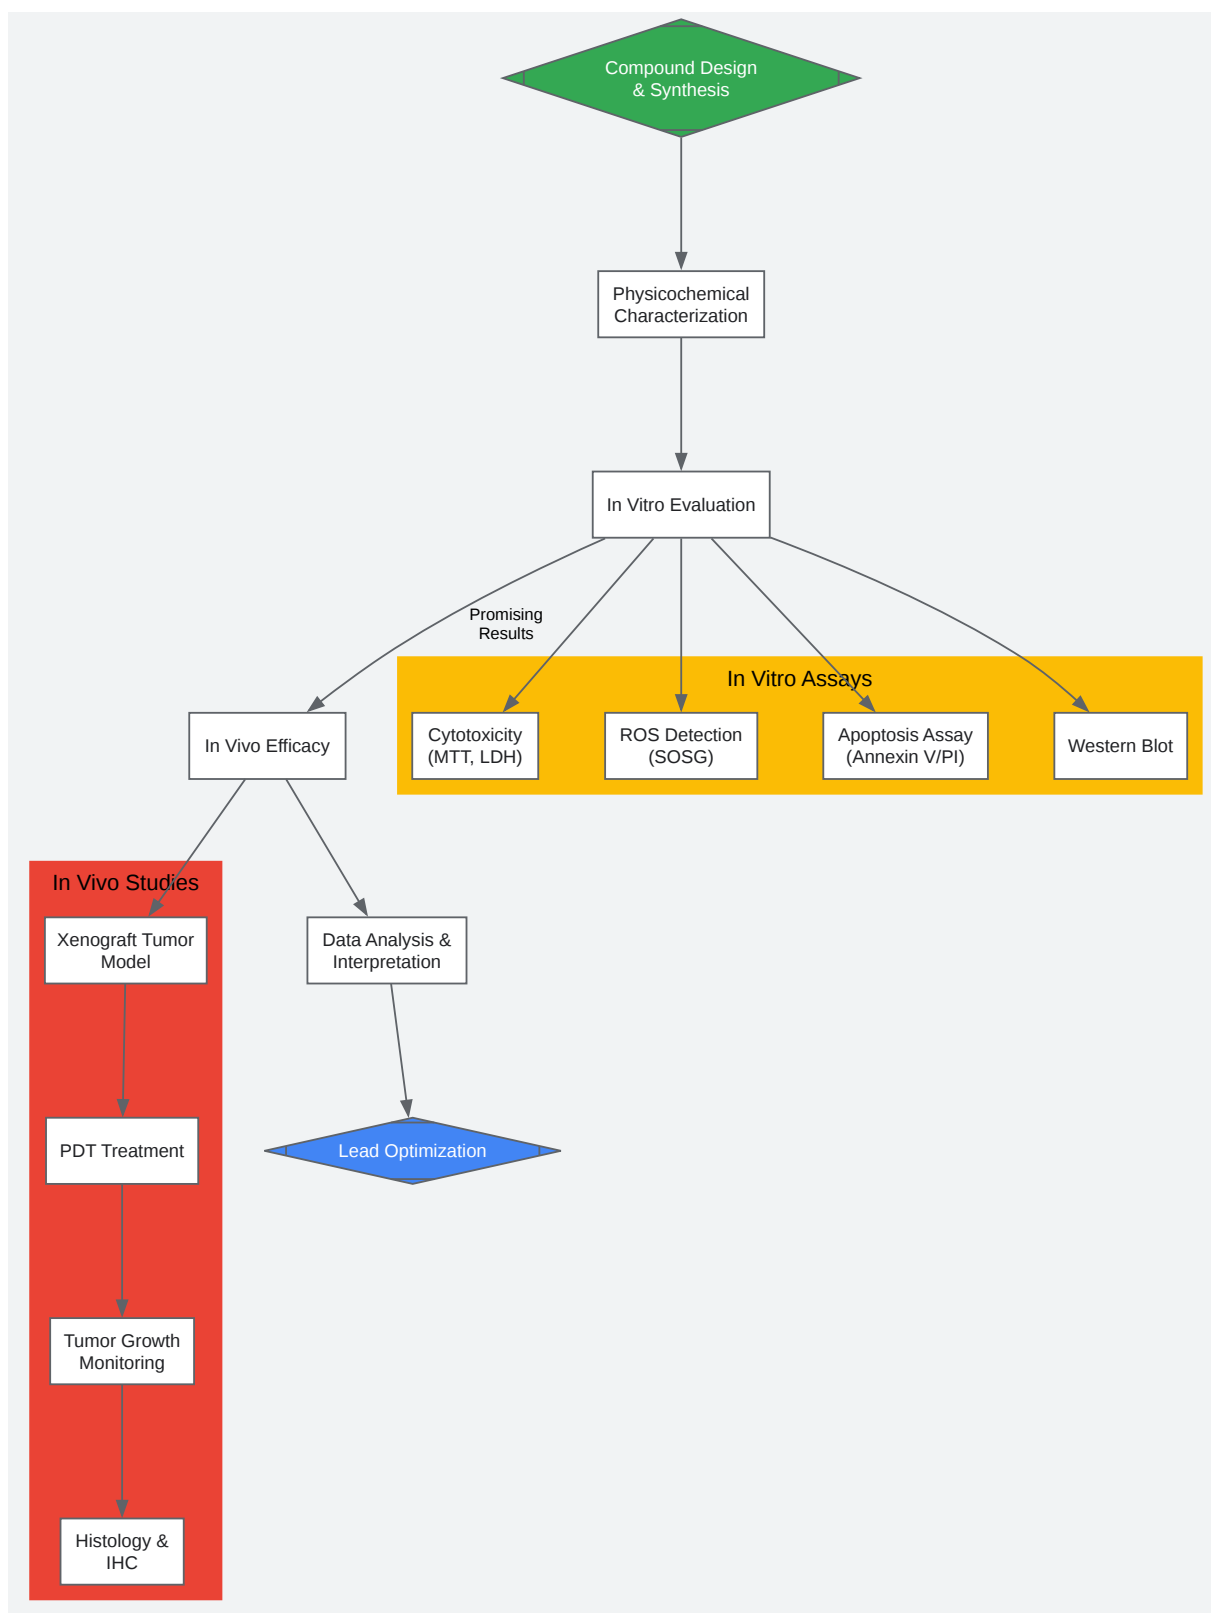 Compound Design
& Synthesis
Physicochemical
Characterization
In Vitro Evaluation
Promising
Results
In Vitro Assays
In Vivo Efficacy
Cytotoxicity
(MTT, LDH)
ROS Detection
(SOSG)
Apoptosis Assay
(Annexin V/PI)
Western Blot
In Vivo Studies
Xenograft Tumor
Model
Data Analysis &
Interpretation
PDT Treatment
Lead Optimization
Tumor Growth
Monitoring
Histology &
IHC